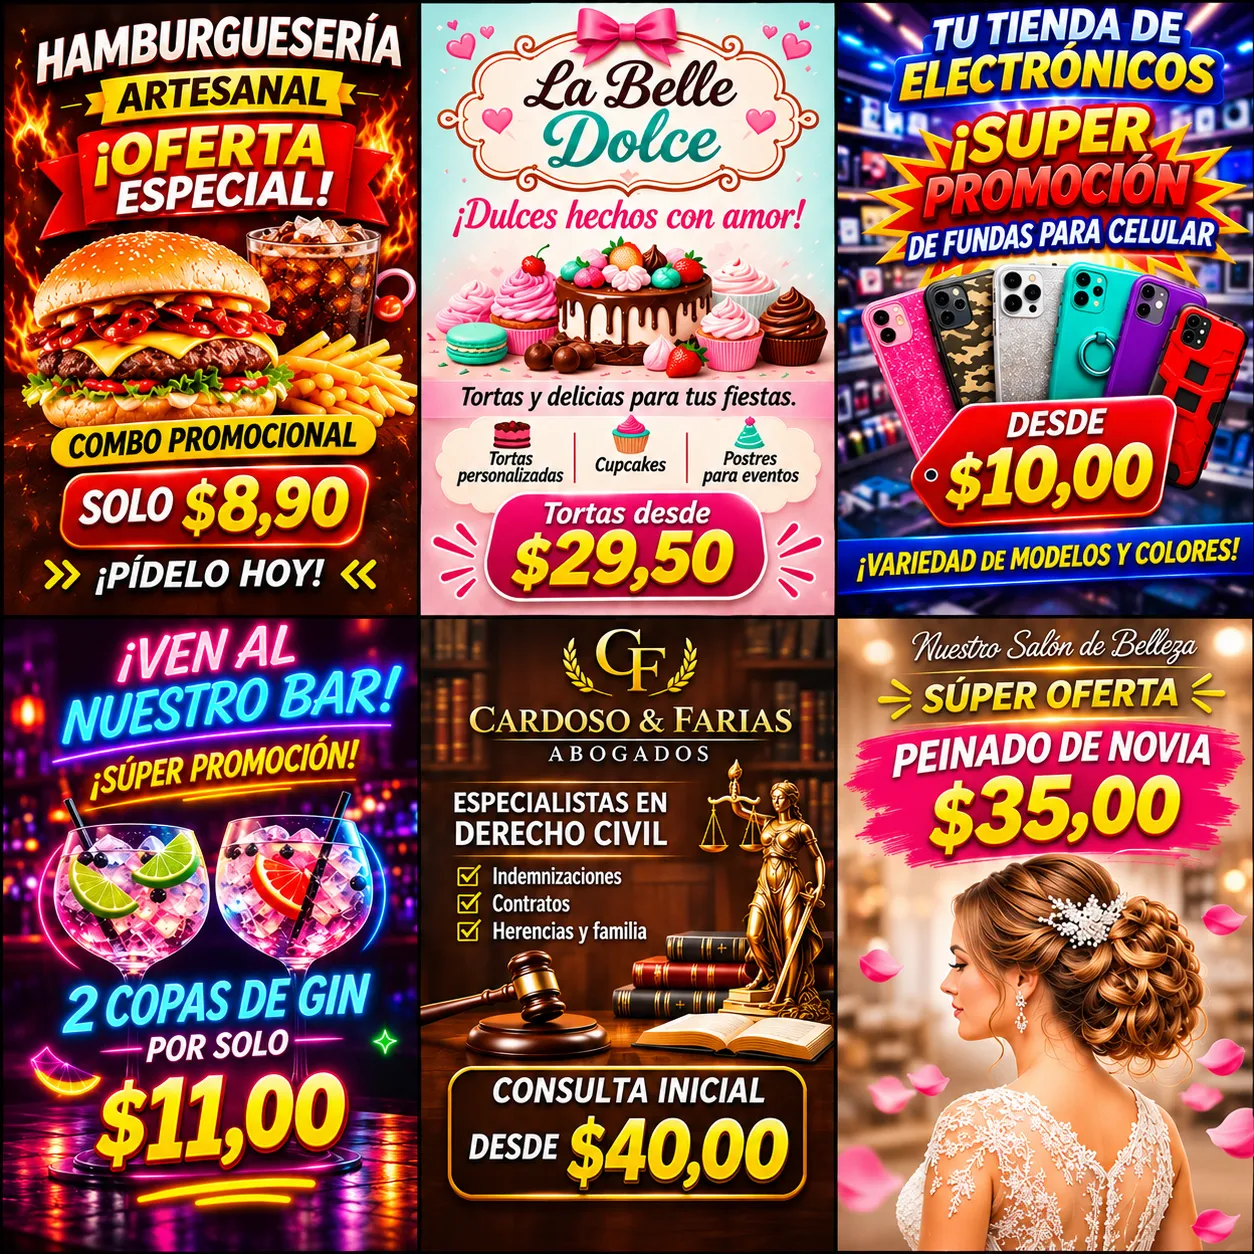 HAMBURGUESERÍA
ARTESANAL
¡OFERTA
ESPECIAL!
COMBO PROMOCIONAL
SOLO $8,90
¡PÍDELO HOY!
La Belle
Dolce
¡Dulces hechos con amor!
Tortas y delicias para tus fiestas.
Tortas
personalizadas
Cupcakes
Postres
para eventos
Tortas desde
$29,50
TU TIENDA DE
ELECTRÓNICOS
¡SUPER
PROMOCIÓN
DE FUNDAS PARA CELULAR
DESDE
$10,00
¡VARIEDAD DE MODELOS Y COLORES!
¡VEN AL
NUESTRO BAR!
¡SÚPER PROMOCIÓN!
2 COPAS DE GIN
POR SOLO
$11,00
CF
CARDOSO & FARIAS
ABOGADOS
ESPECIALISTAS EN
DERECHO CIVIL
Indemnizaciones
Contratos
Herencias y familia
CONSULTA INICIAL
DESDE $40,00
Nuestro Salón de Belleza
SÚPER OFERTA
PEINADO DE NOVIA
$35,00